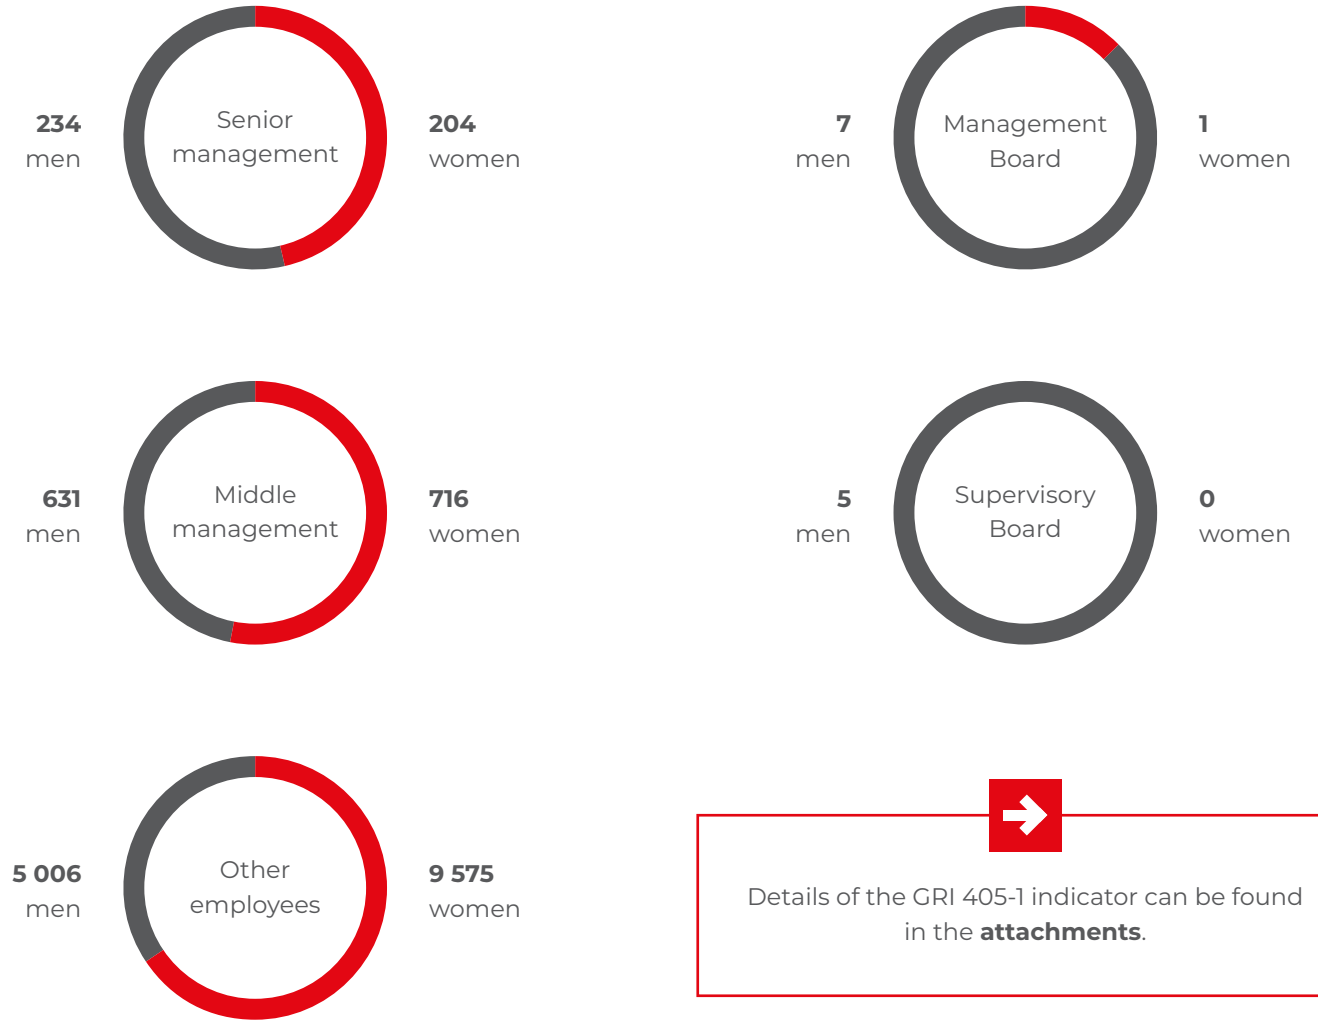 234
men
Senior
management
204
women
7
men
Management
Board
1
women
631
men
Middle
management
716
women
5
men
Supervisory
Board
0
women
5 006
men
Other
employees
9 575
women
Details of the GRI 405-1 indicator can be found
in the attachments.